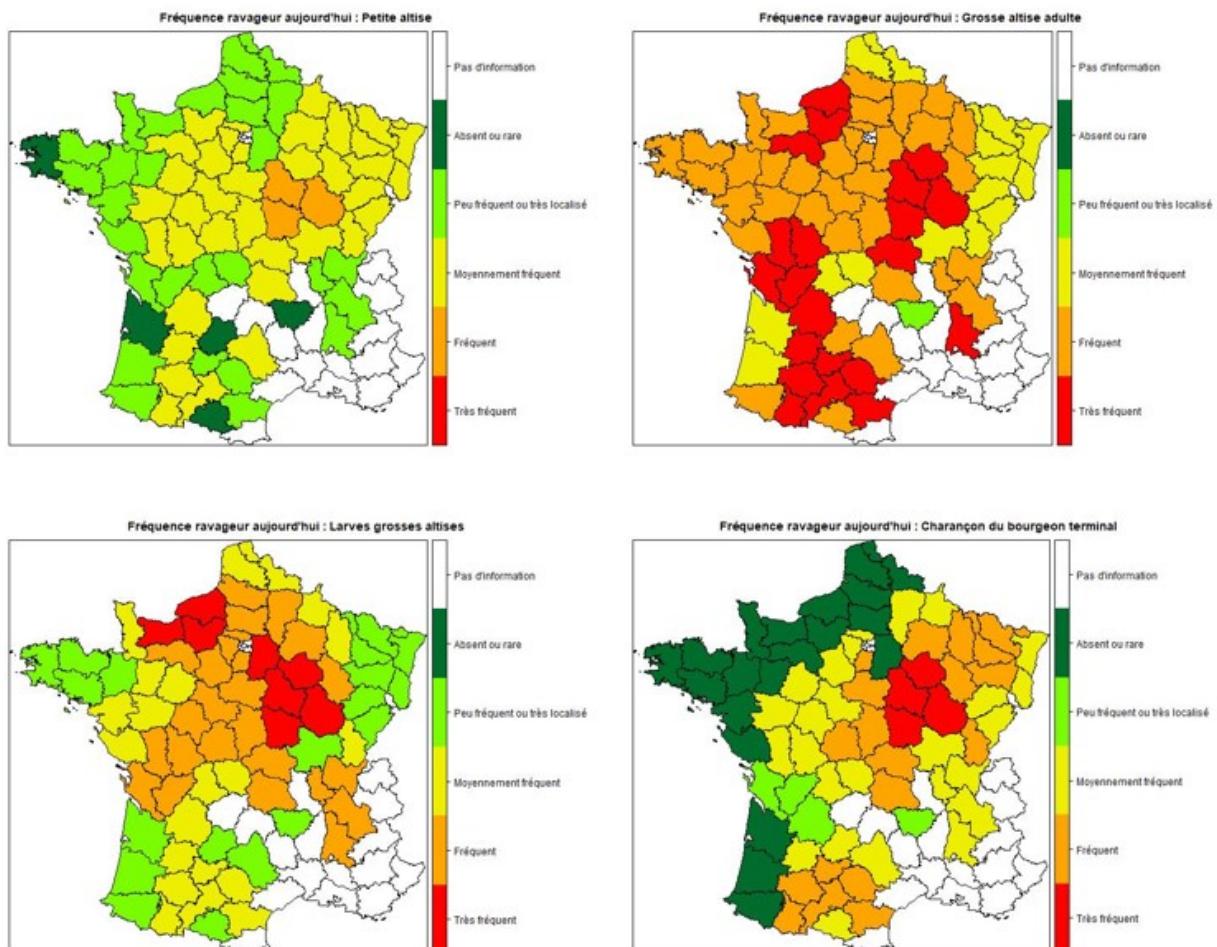 Fréquence ravageur aujourd'hui : Petite altise
Pas d'information
Absent ou rare
Peu fréquent ou très localisé
Moyennement fréquent
Fréquent
Très fréquent
Fréquence ravageur aujourd'hui : Grosse altise adulte
Pas d'information
Absent ou rare
Peu fréquent ou très localisé
Moyennement fréquent
Fréquent
Très fréquent
Fréquence ravageur aujourd'hui : Larves grosses altises
Pas d'information
Absent ou rare
Peu fréquent ou très localisé
Moyennement fréquent
Fréquent
Très fréquent
Fréquence ravageur aujourd'hui : Charançon du bourgeon terminal
Pas d'information
Absent ou rare
Peu fréquent ou très localisé
Moyennement fréquent
Fréquent
Très fréquent